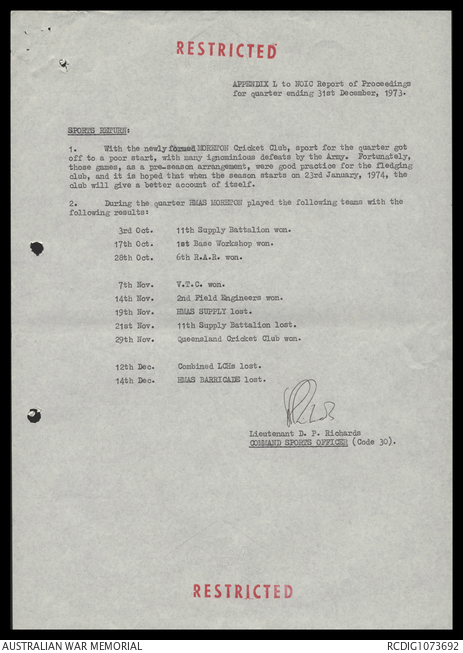 RESTRICTED
APPENDIX L to NOIC Report of Proceedings
for quarter ending 31st December, 1973.
SPORTS RETURN:
1. With the newly formed MORETON Cricket Club, sport for the quarter got
off to a poor start, with many ignominious defeats by the Army. Fortunately,
those games, as a pre-season arrangement, were good practice for the fledging
club, and it is hoped that when the season starts on 23rd January, 1974, the
club will give a better account of itself.
2. During the quarter HMAS MORETON played the following teams with the
following results:
3rd Oct. 11th Supply Battalion won.
17th Oct. 1st Base Workshop won.
28th Oct. 6th R.A.R. won.
7th Nov. V.T.C. won.
14th Nov. 2nd Field Engineers won.
19th Nov. HMAS SUPPLY lost.
21st Nov. 11th Supply Battalion lost.
29th Nov. Queensland Cricket Club won.
12th Dec. Combined LCHs lost.
14th Dec. HMAS BARRICADE lost.
Lieutenant D. P. Richards
COMMAND SPORTS OFFICER (Code 30).
RESTRICTED
AUSTRALIAN WAR MEMORIAL
RCDIG1073692